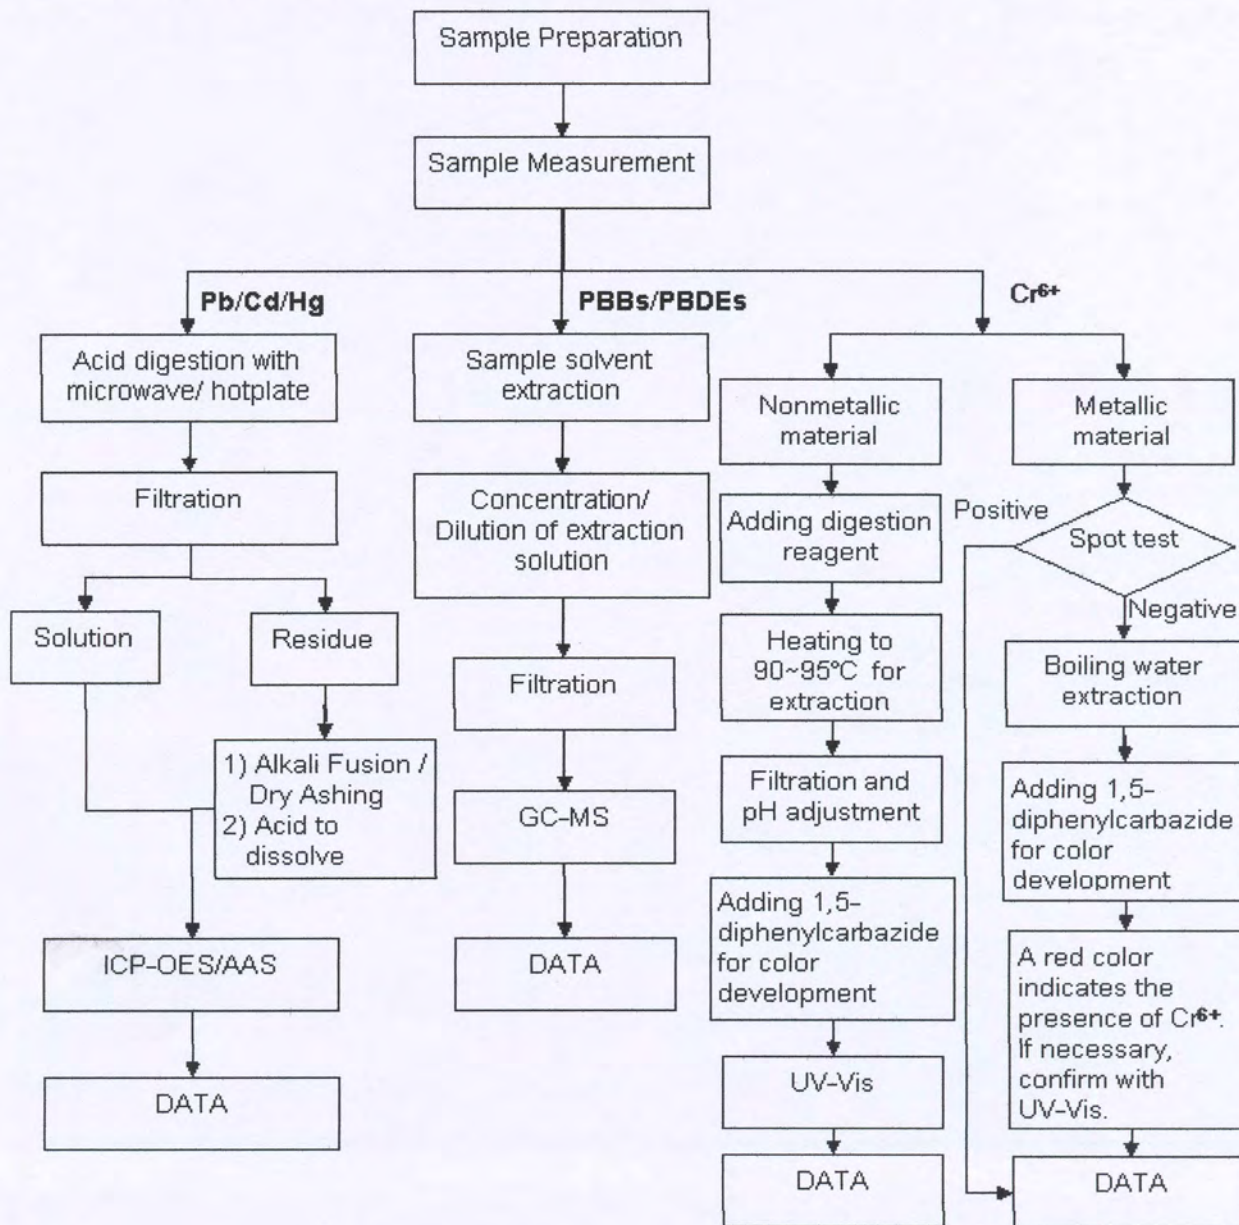 Sample Preparation
Sample Measurement
Pb/Cd/Hg
Acid digestion with
microwave/ hotplate
Filtration
Solution
Residue
1) Alkali Fusion /
Dry Ashing
2) Acid to
dissolve
ICP-OES/AAS
DATA
PBBs/PBDEs
Sample solvent
extraction
Concentration/
Dilution of extraction
solution
Filtration
GC-MS
DATA
Cr6+
Nonmetallic
material
Adding digestion
reagent
Heating to
90~95°C for
extraction
Filtration and
pH adjustment
Adding 1,5-
diphenylcarbazide
for color
development
UV-Vis
DATA
Metallic
material
Positive
Spot test
Negative
Boiling water
extraction
Adding 1,5-
diphenylcarbazide
for color
development
A red color
indicates the
presence of Cr6+.
If necessary,
confirm with
UV-Vis.
DATA